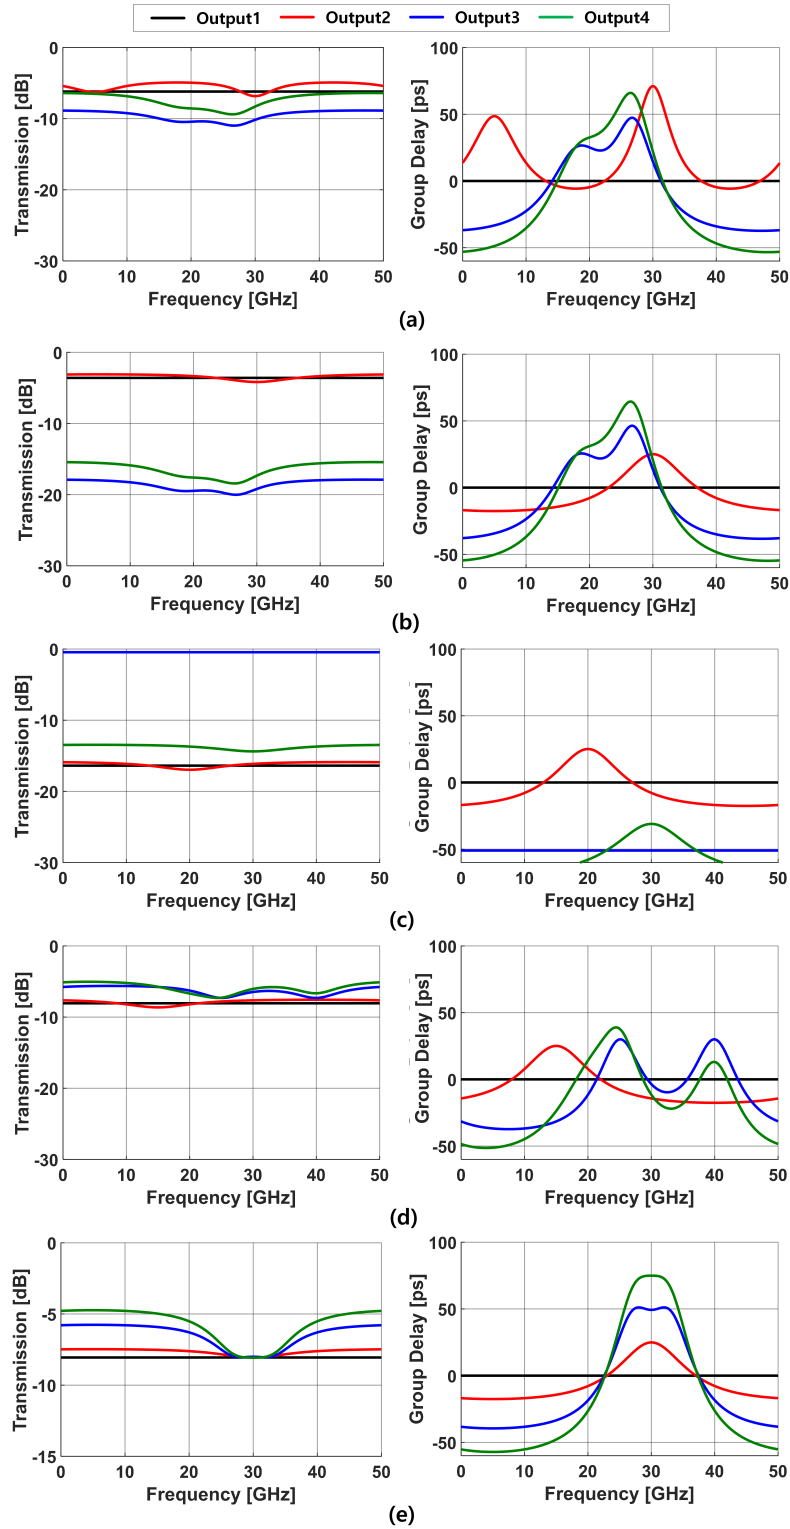 Output1 Output2 Output3 Output4
Transmission [dB]
0
-10
-20
-30
0 10 20 30 40 50
Frequency [GHz]
Group Delay [ps]
100
50
0
-50
0 10 20 30 40 50
Freuqency [GHz]
(a)
Transmission [dB]
0
-10
-20
-30
0 10 20 30 40 50
Frequency [GHz]
Group Delay [ps]
100
50
0
-50
0 10 20 30 40 50
Frequency [GHz]
(b)
Transmission [dB]
0
-10
-20
-30
0 10 20 30 40 50
Frequency [GHz]
Group Delay [ps]
100
50
0
-50
0 10 20 30 40 50
Frequency [GHz]
(c)
Transmission [dB]
0
-10
-20
-30
0 10 20 30 40 50
Frequency [GHz]
Group Delay [ps]
100
50
0
-50
0 10 20 30 40 50
Frequency [GHz]
(d)
Transmission [dB]
0
-5
-10
-15
0 10 20 30 40 50
Frequency [GHz]
Group Delay [ps]
100
50
0
-50
0 10 20 30 40 50
Frequency [GHz]
(e)